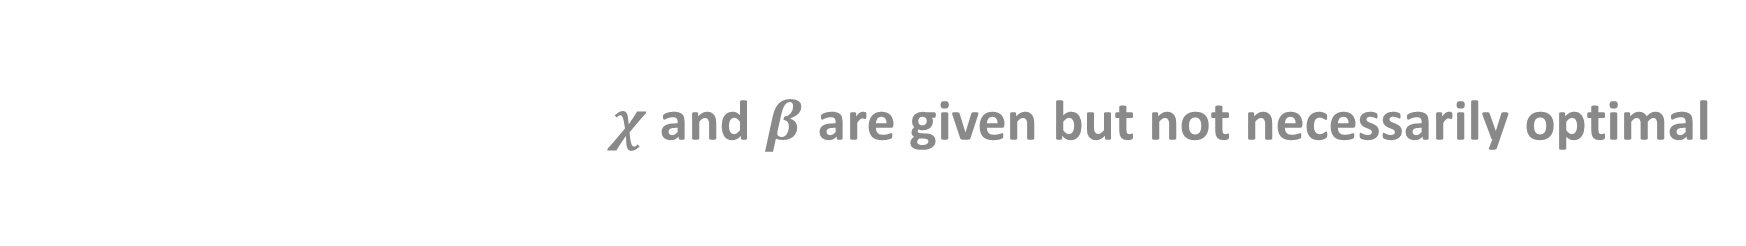 𝝌 and 𝜷 are given but not necessarily optimal